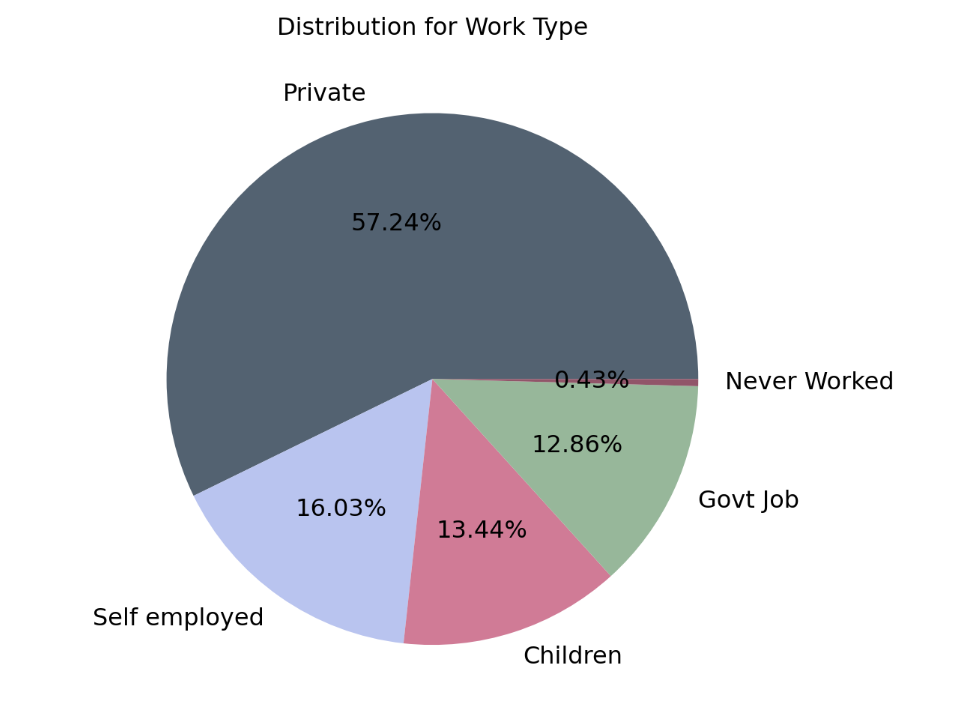 Distribution for Work Type
Private
57.24%
0.43%
Never Worked
12.86%
Govt Job
16.03%
13.44%
Self employed
Children